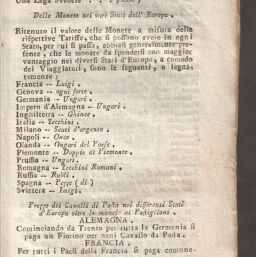 Una Lega Svedese
Delle Monete nei varj Stati dell' Europa.
Ritenuto il valore delle Monete a misura delle
rispettive Tariffe, che si possono avere in ogni
Stato, per cui si passa, abbiasi generalmente pre-
sente, che le monete da spendersi con maggior
vantaggio nei diversi Stati d'Europa, a comodo
dei Viaggiatori, sono le seguenti, e segna-
tamente:
Francia -- Luigi.
Genova -- ogni sorte.
Germania -- Ungari.
Impero d'Alemagna -- Ungari.
Inghilterra -- Ghinee.
Italia -- Zecchini.
Milano -- Scuti d'argento.
Napoli -- Once.
Olanda -- Ongari del Paese.
Piemonte -- Doppie di Piemonte.
Prussia -- Ungari.
Romagna -- Zecchini Romani.
Russia -- Rubli.
Spagna -- Pezze (di)
Svizzera -- Luigi.
Prezzo dei Cavalli di Posta nei differenti Stati
d'Europa oltre le mancie ai Postiglioni.
ALEMAGNA.
Cominciando da Trento per tutta la Germania si
paga un Fiorino per ogni Cavallo da Posta.
FRANCIA.
Per tutti i Paesi della Francia si paga comune-